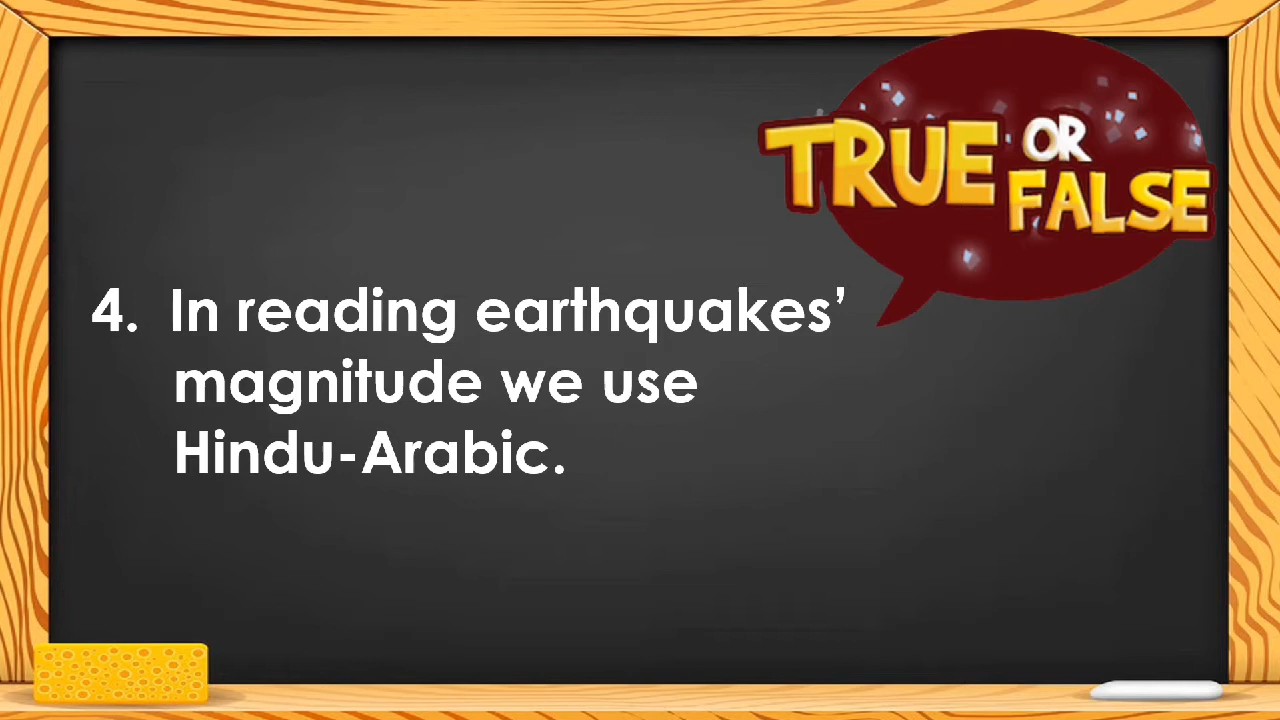 TRUE OR FALSE
4. In reading earthquakes’
magnitude we use
Hindu-Arabic.